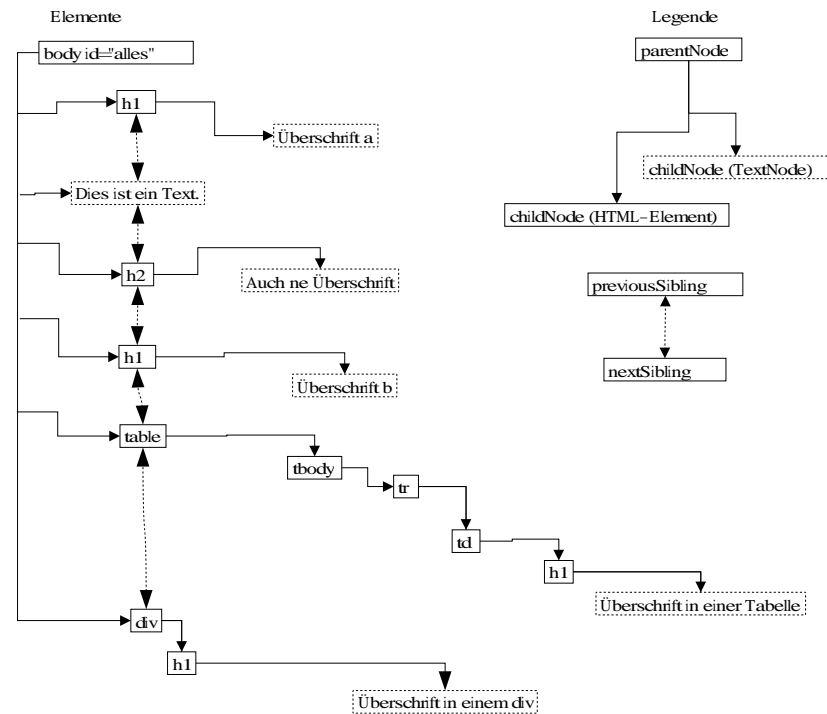 Elemente
Legende
body id="alles"
parentNode
h1
Überschrift a
childNode (TextNode)
Dies ist ein Text.
childNode (HTML-Element)
h2
Auch ne Überschrift
previousSibling
h1
Überschrift b
nextSibling
table
tbody
tr
td
h1
Überschrift in einer Tabelle
div
h1
Überschrift in einem div